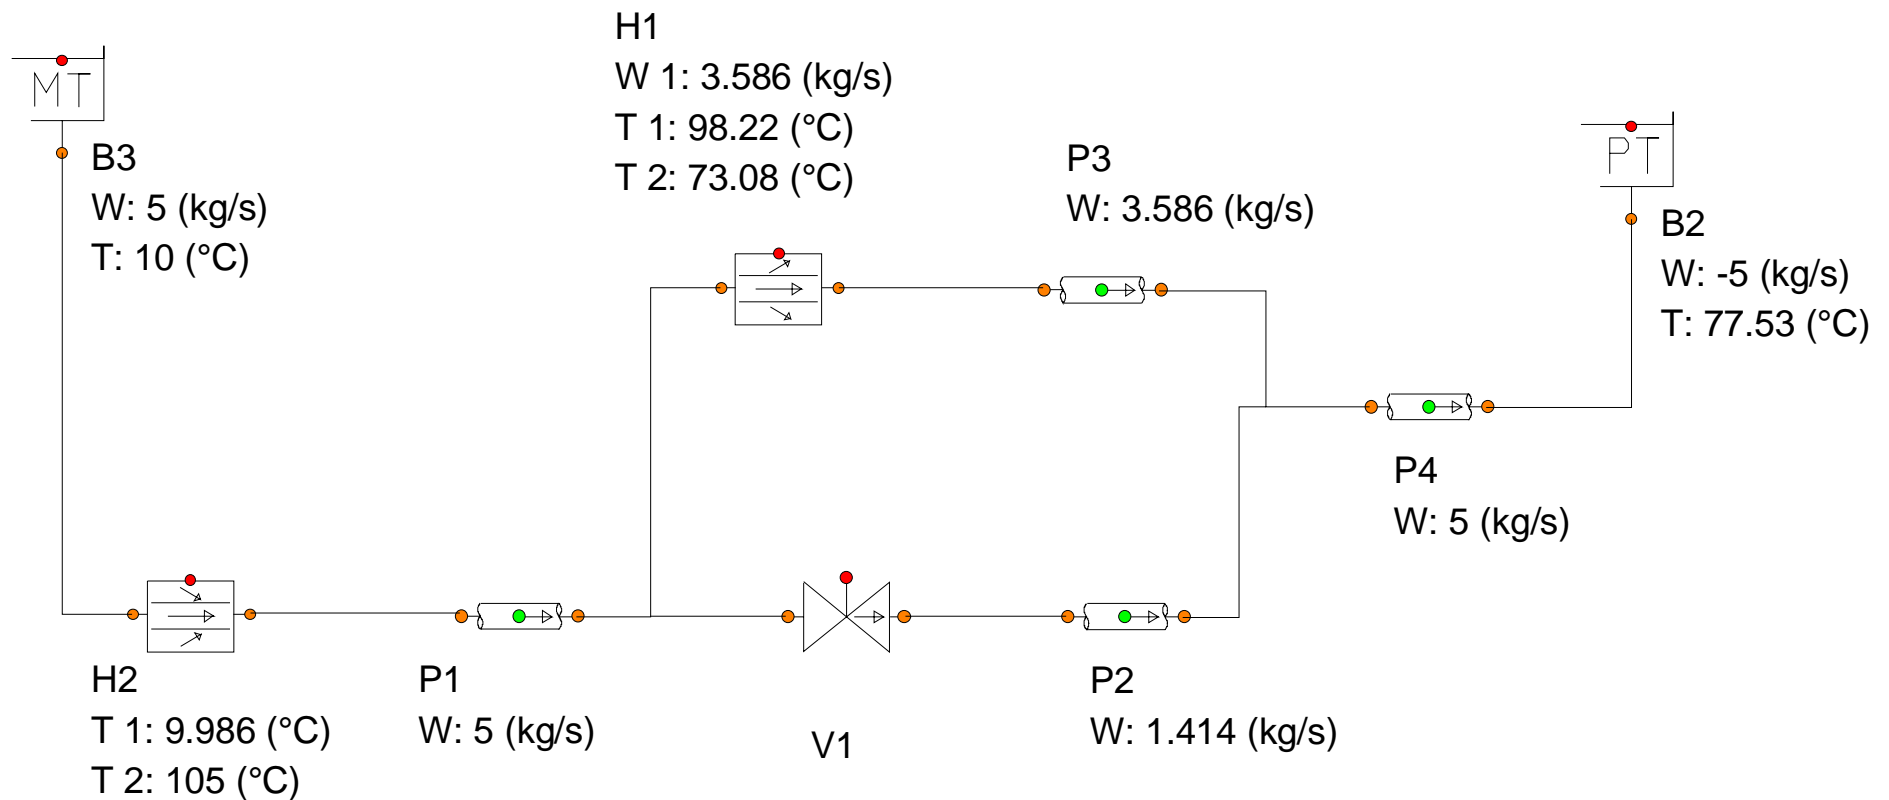 H1
W 1: 3.586 (kg/s)
T 1: 98.22 (°C)
T 2: 73.08 (°C)
MT
B3
W: 5 (kg/s)
T: 10 (°C)
P3
W: 3.586 (kg/s)
PT
B2
W: -5 (kg/s)
T: 77.53 (°C)
P4
W: 5 (kg/s)
H2
T 1: 9.986 (°C)
T 2: 105 (°C)
P1
W: 5 (kg/s)
V1
P2
W: 1.414 (kg/s)